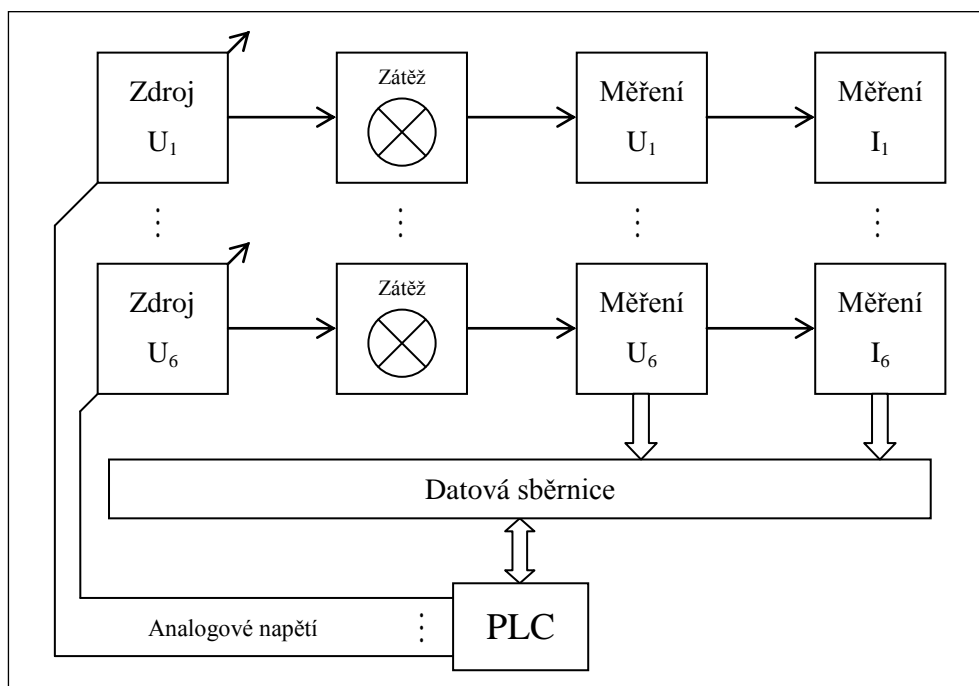 Zdroj
U₁
Zátěž
Měření
U₁
Měření
I₁
Zdroj
U₆
Zátěž
Měření
U₆
Měření
I₆
Datová sběrnice
Analogové napětí
PLC